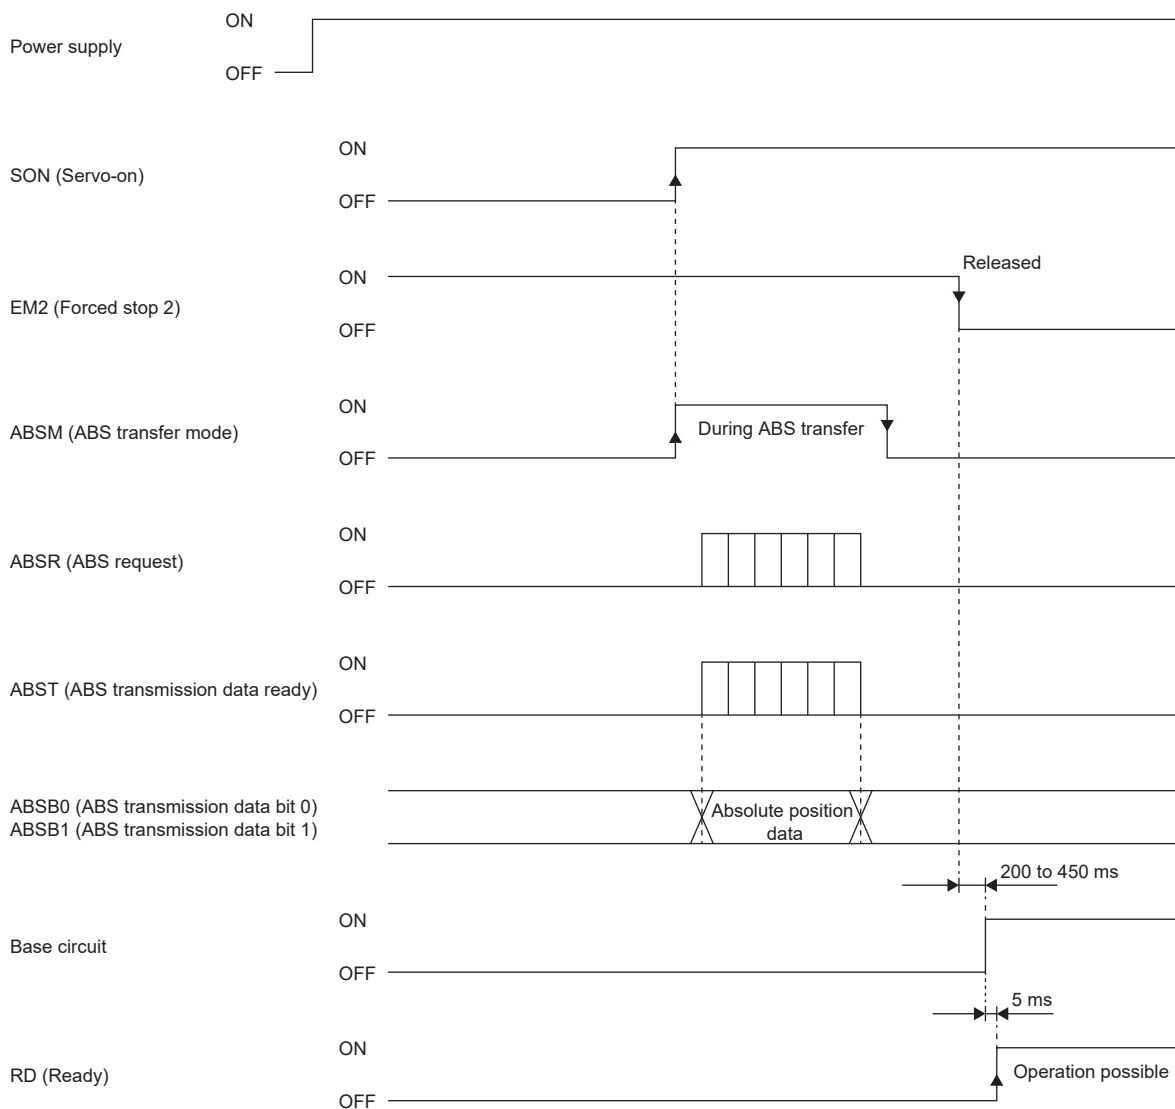 ON
Power supply
OFF
ON
SON (Servo-on)
OFF
Released
ON
EM2 (Forced stop 2)
OFF
ON
During ABS transfer
ABSM (ABS transfer mode)
OFF
ON
ABSR (ABS request)
OFF
ON
ABST (ABS transmission data ready)
OFF
ABSB0 (ABS transmission data bit 0)
ABSB1 (ABS transmission data bit 1)
Absolute position
data
200 to 450 ms
ON
Base circuit
OFF
5 ms
ON
RD (Ready)
Operation possible
OFF